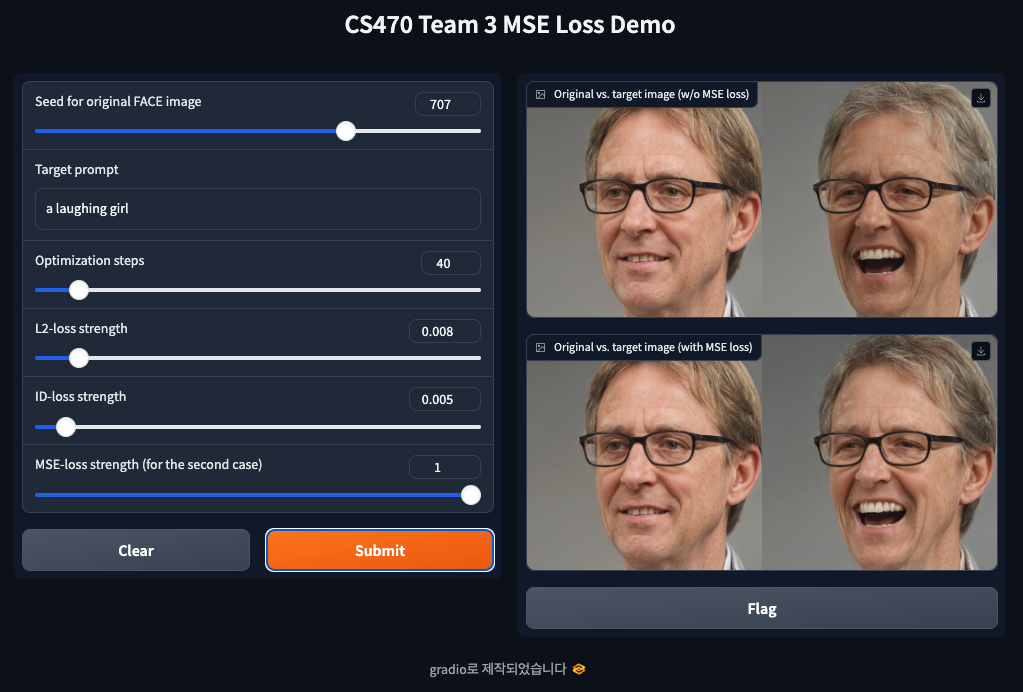 CS470 Team 3 MSE Loss Demo
Seed for original FACE image
707
Target prompt
a laughing girl
Optimization steps
40
L2-loss strength
0.008
ID-loss strength
0.005
MSE-loss strength (for the second case)
1
Clear
Submit
Original vs. target image (w/o MSE loss)
Original vs. target image (with MSE loss)
Flag
gradio로 제작되었습니다